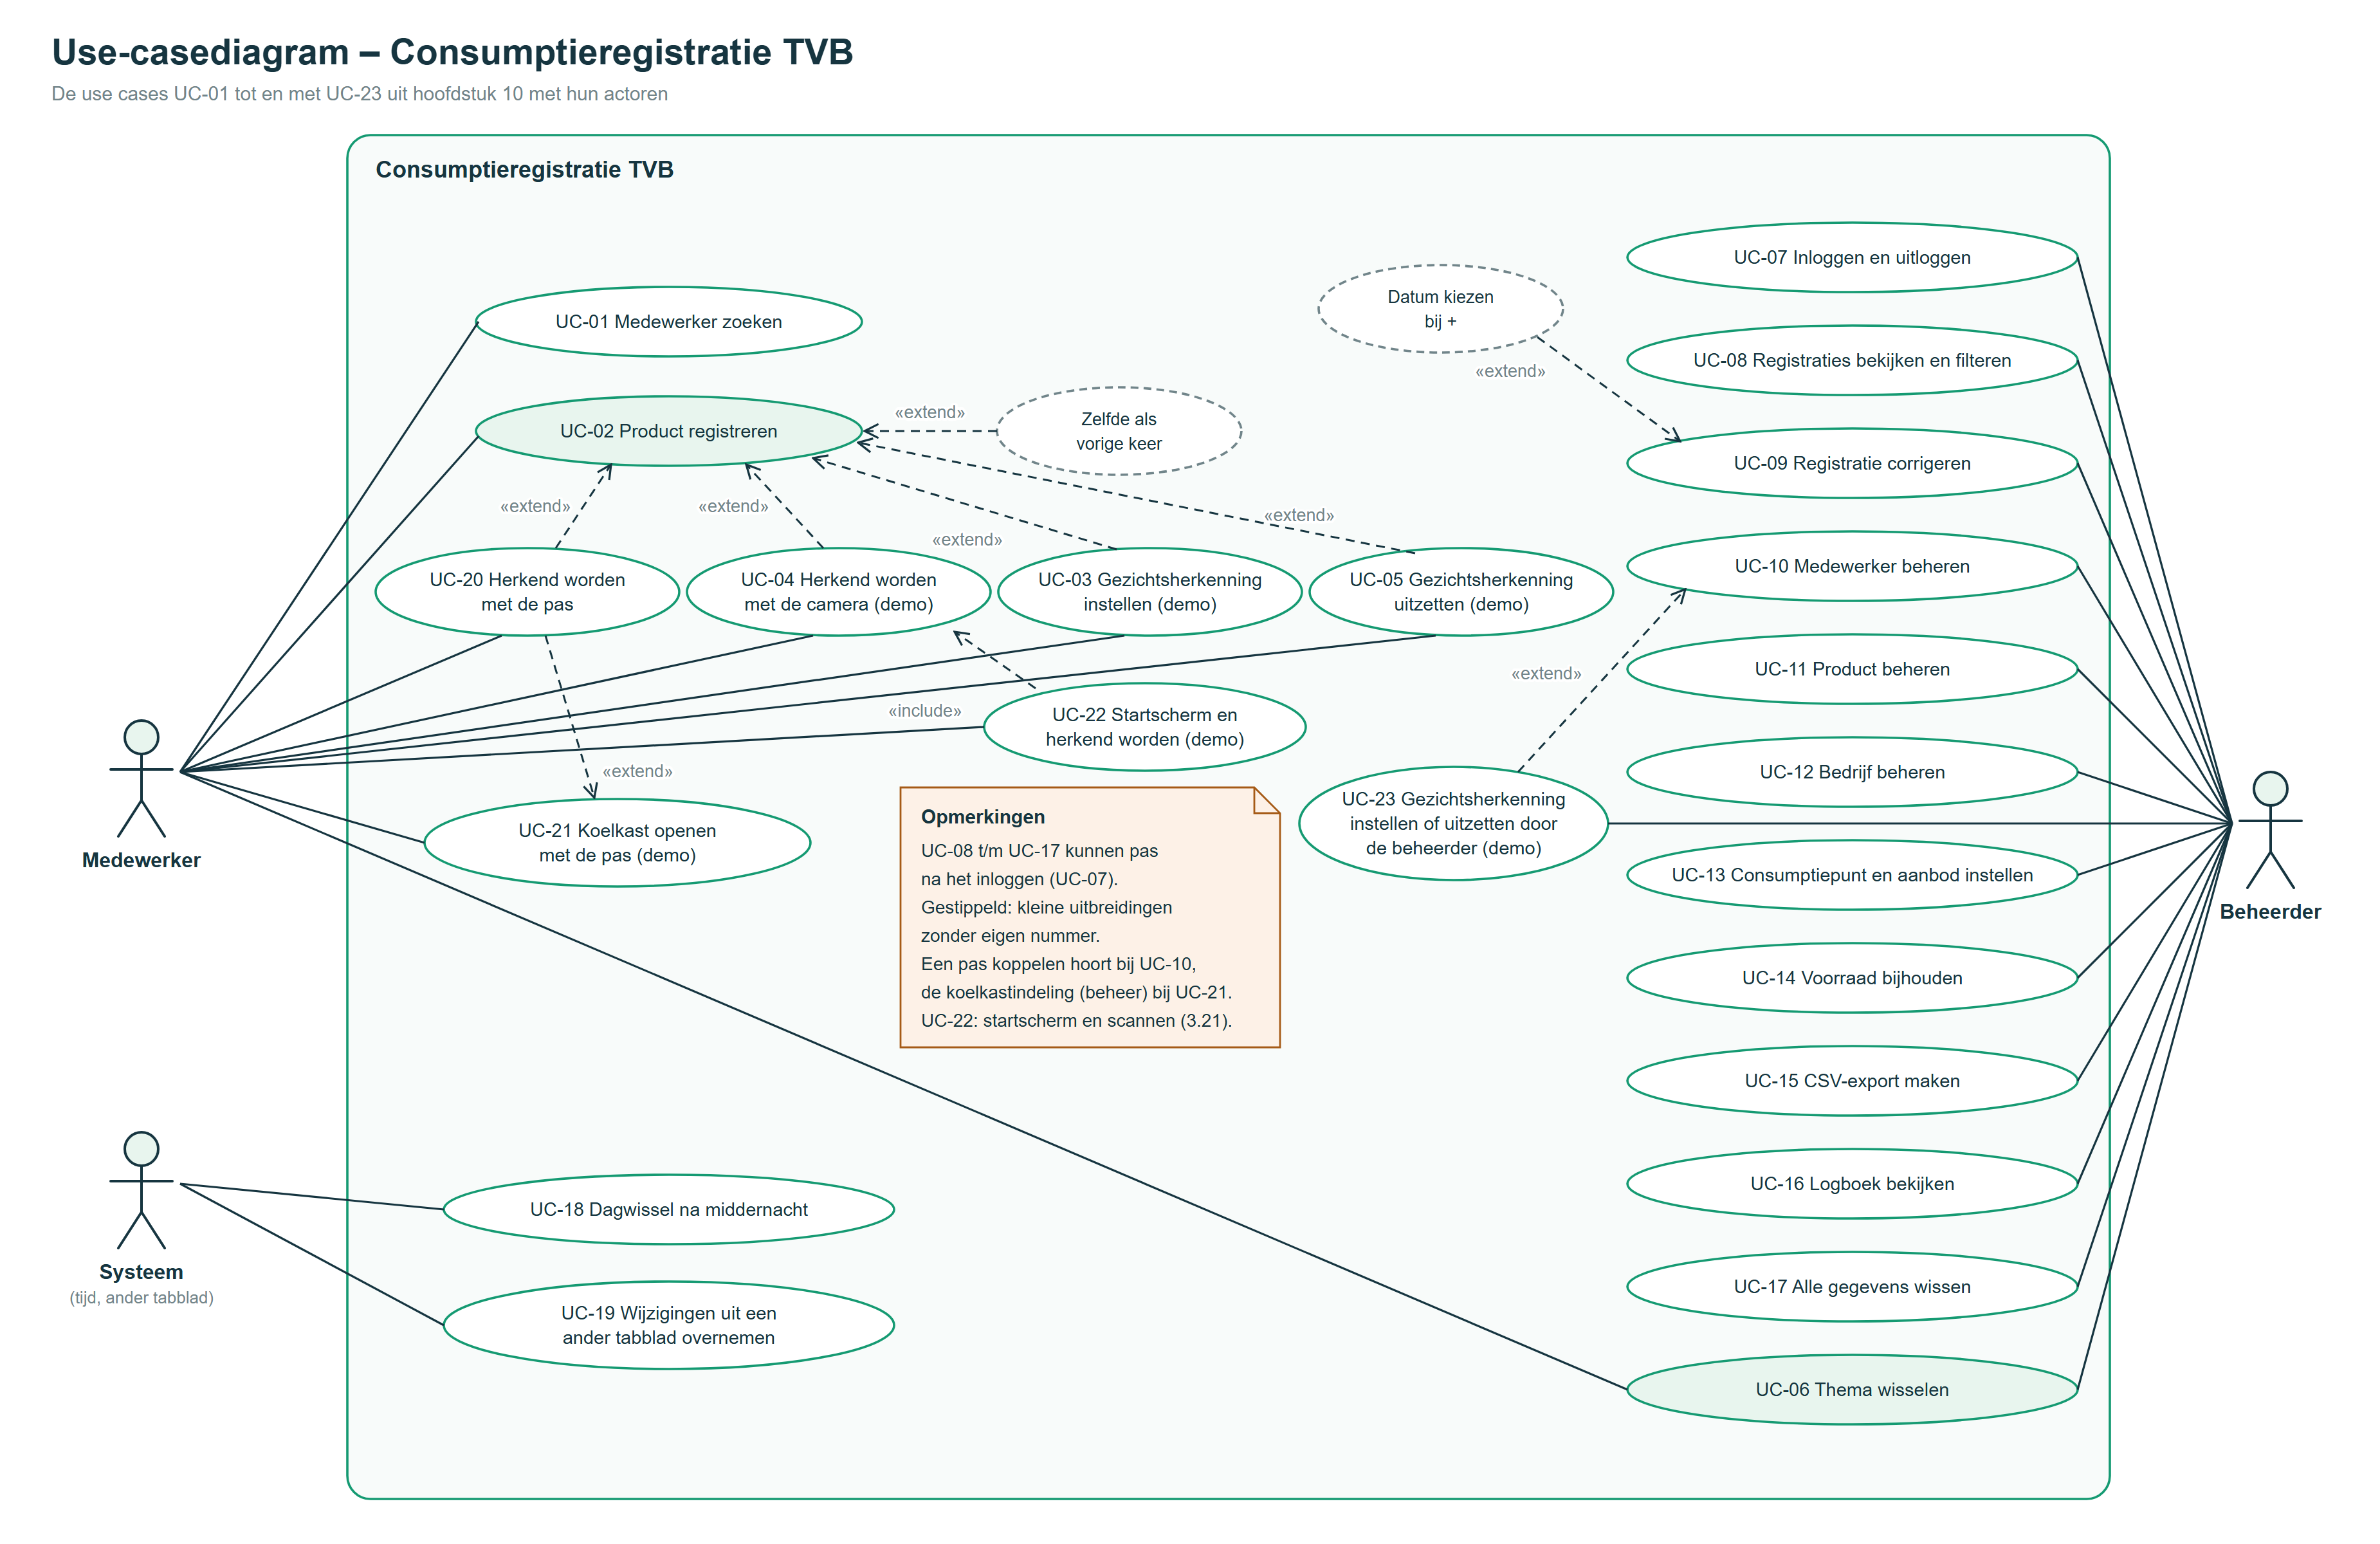 Use-casediagram – Consumptieregistratie TVB
De use cases UC-01 tot en met UC-23 uit hoofdstuk 10 met hun actoren
Consumptieregistratie TVB
UC-01 Medewerker zoeken
UC-02 Product registreren
«extend»
Zelfde als
vorige keer
Datum kiezen
bij +
«extend»
«extend»
«extend»
«extend»
«extend»
UC-20 Herkend worden
met de pas
UC-04 Herkend worden
met de camera (demo)
UC-03 Gezichtsherkenning
instellen (demo)
UC-05 Gezichtsherkenning
uitzetten (demo)
«include»
UC-22 Startscherm en
herkend worden (demo)
«extend»
UC-21 Koelkast openen
met de pas (demo)
Medewerker
Opmerkingen
UC-08 t/m UC-17 kunnen pas
na het inloggen (UC-07).
Gestippeld: kleine uitbreidingen
zonder eigen nummer.
Een pas koppelen hoort bij UC-10,
de koelkastindeling (beheer) bij UC-21.
UC-22: startscherm en scannen (3.21).
«extend»
UC-23 Gezichtsherkenning
instellen of uitzetten door
de beheerder (demo)
UC-07 Inloggen en uitloggen
UC-08 Registraties bekijken en filteren
UC-09 Registratie corrigeren
UC-10 Medewerker beheren
UC-11 Product beheren
UC-12 Bedrijf beheren
UC-13 Consumptiepunt en aanbod instellen
UC-14 Voorraad bijhouden
UC-15 CSV-export maken
UC-16 Logboek bekijken
UC-17 Alle gegevens wissen
UC-06 Thema wisselen
Beheerder
Systeem
(tijd, ander tabblad)
UC-18 Dagwissel na middernacht
UC-19 Wijzigingen uit een
ander tabblad overnemen